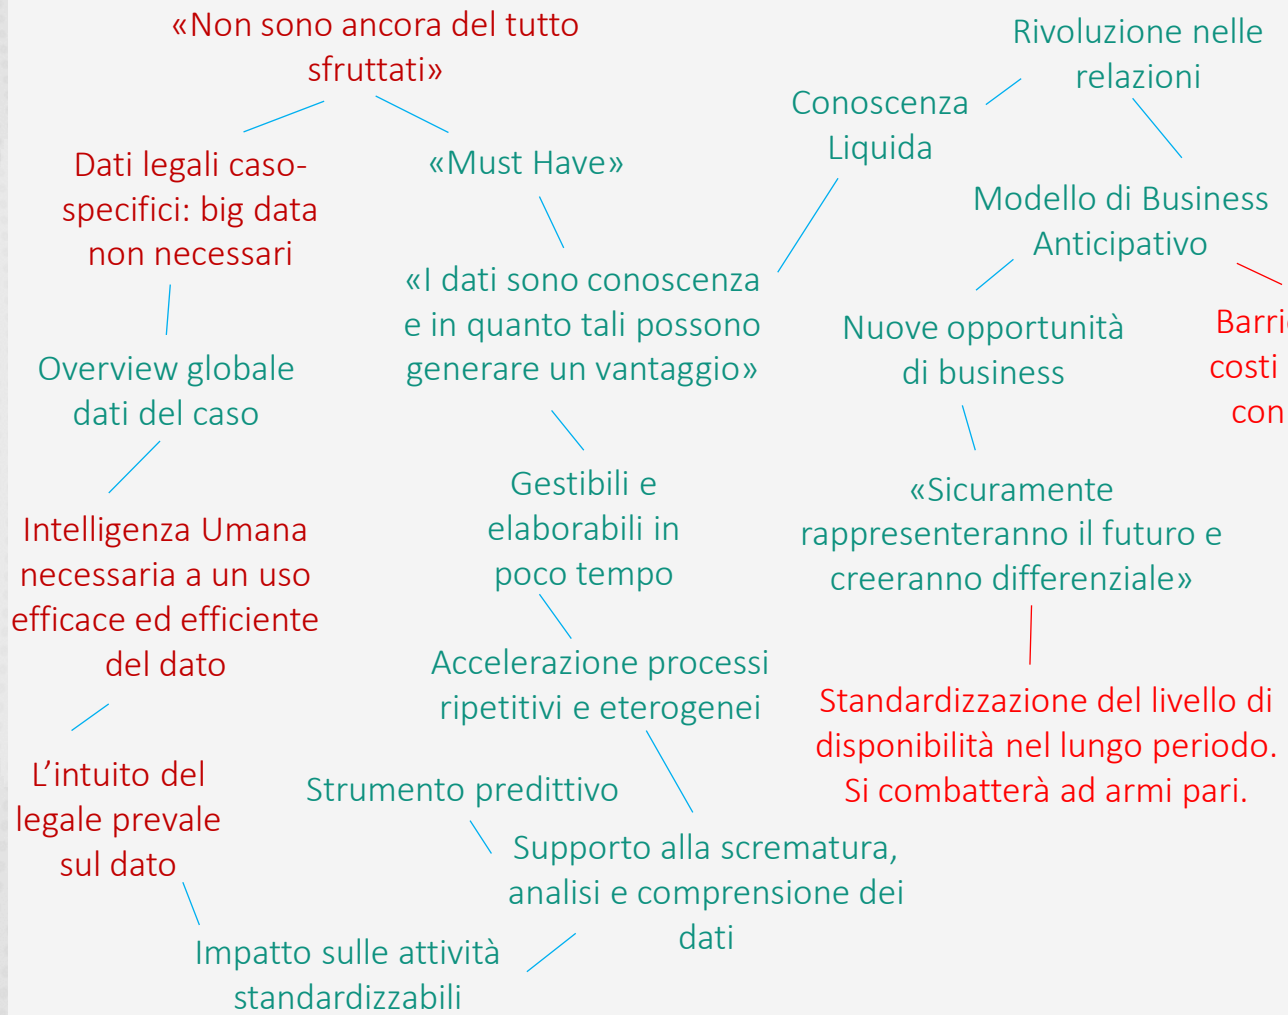 «Non sono ancora del tutto
sfruttati»
Rivoluzione nelle
relazioni
Conoscenza
Liquida
Dati legali caso-
specifici: big data
non necessari
«Must Have»
Modello di Business
Anticipativo
«I dati sono conoscenza
e in quanto tali possono
generare un vantaggio»
Nuove opportunità
di business
costi
con
Overview globale
dati del caso
Gestibili e
elaborabili in
poco tempo
«Sicuramente
rappresenteranno il futuro e
creeranno differenziale»
Intelligenza Umana
necessaria a un uso
efficace ed efficiente
del dato
Accelerazione processi
ripetitivi e eterogenei
Standardizzazione del livello di
disponibilità nel lungo periodo.
Si combatterà ad armi pari.
L'intuito del
legale prevale
sul dato
Strumento predittivo
Supporto alla scrematura,
analisi e comprensione dei
dati
Impatto sulle attività
standardizzabili